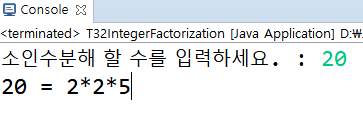 Console
<terminated> T32IntegerFactorization [Java Application] D:₩
소인수분해 할 수를 입력하세요. : 20
20 = 2*2*5